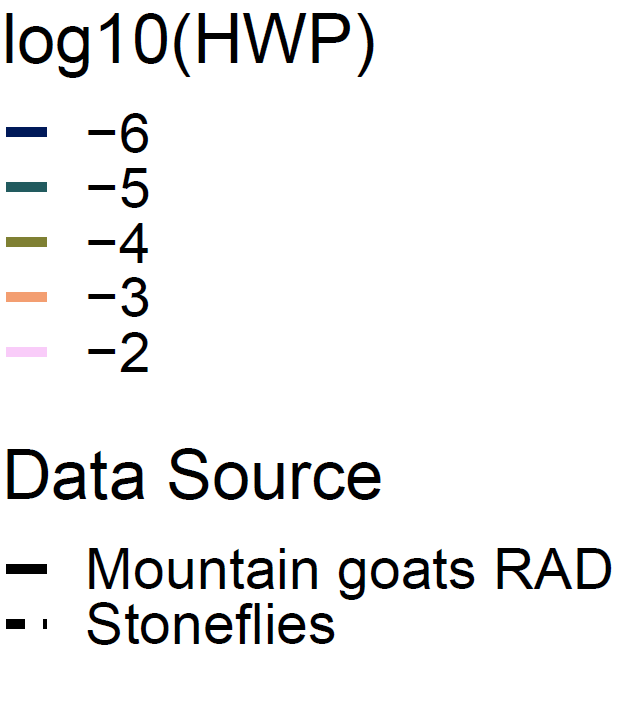 log10(HWP)
−6
−5
−4
−3
−2
Data Source
Mountain goats RAD
Stoneflies